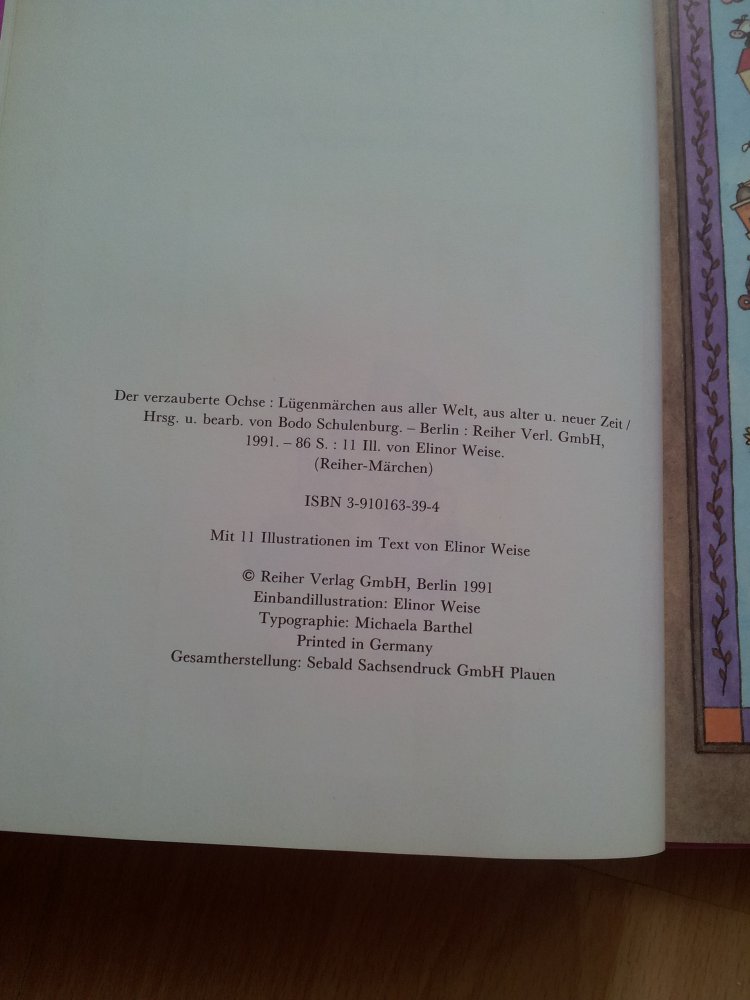 Der verzauberte Ochse : Lügenmärchen aus aller Welt, aus alter u. neuer Zeit /
Hrsg. u. bearb. von Bodo Schulenburg. – Berlin : Reiher Verl. GmbH,
1991. – 86 S. : 11 Ill. von Elinor Weise.
(Reiher-Märchen)
ISBN 3-910163-39-4
Mit 11 Illustrationen im Text von Elinor Weise
© Reiher Verlag GmbH, Berlin 1991
Einbandillustration: Elinor Weise
Typographie: Michaela Barthel
Printed in Germany
Gesamtherstellung: Sebald Sachsendruck GmbH Plauen